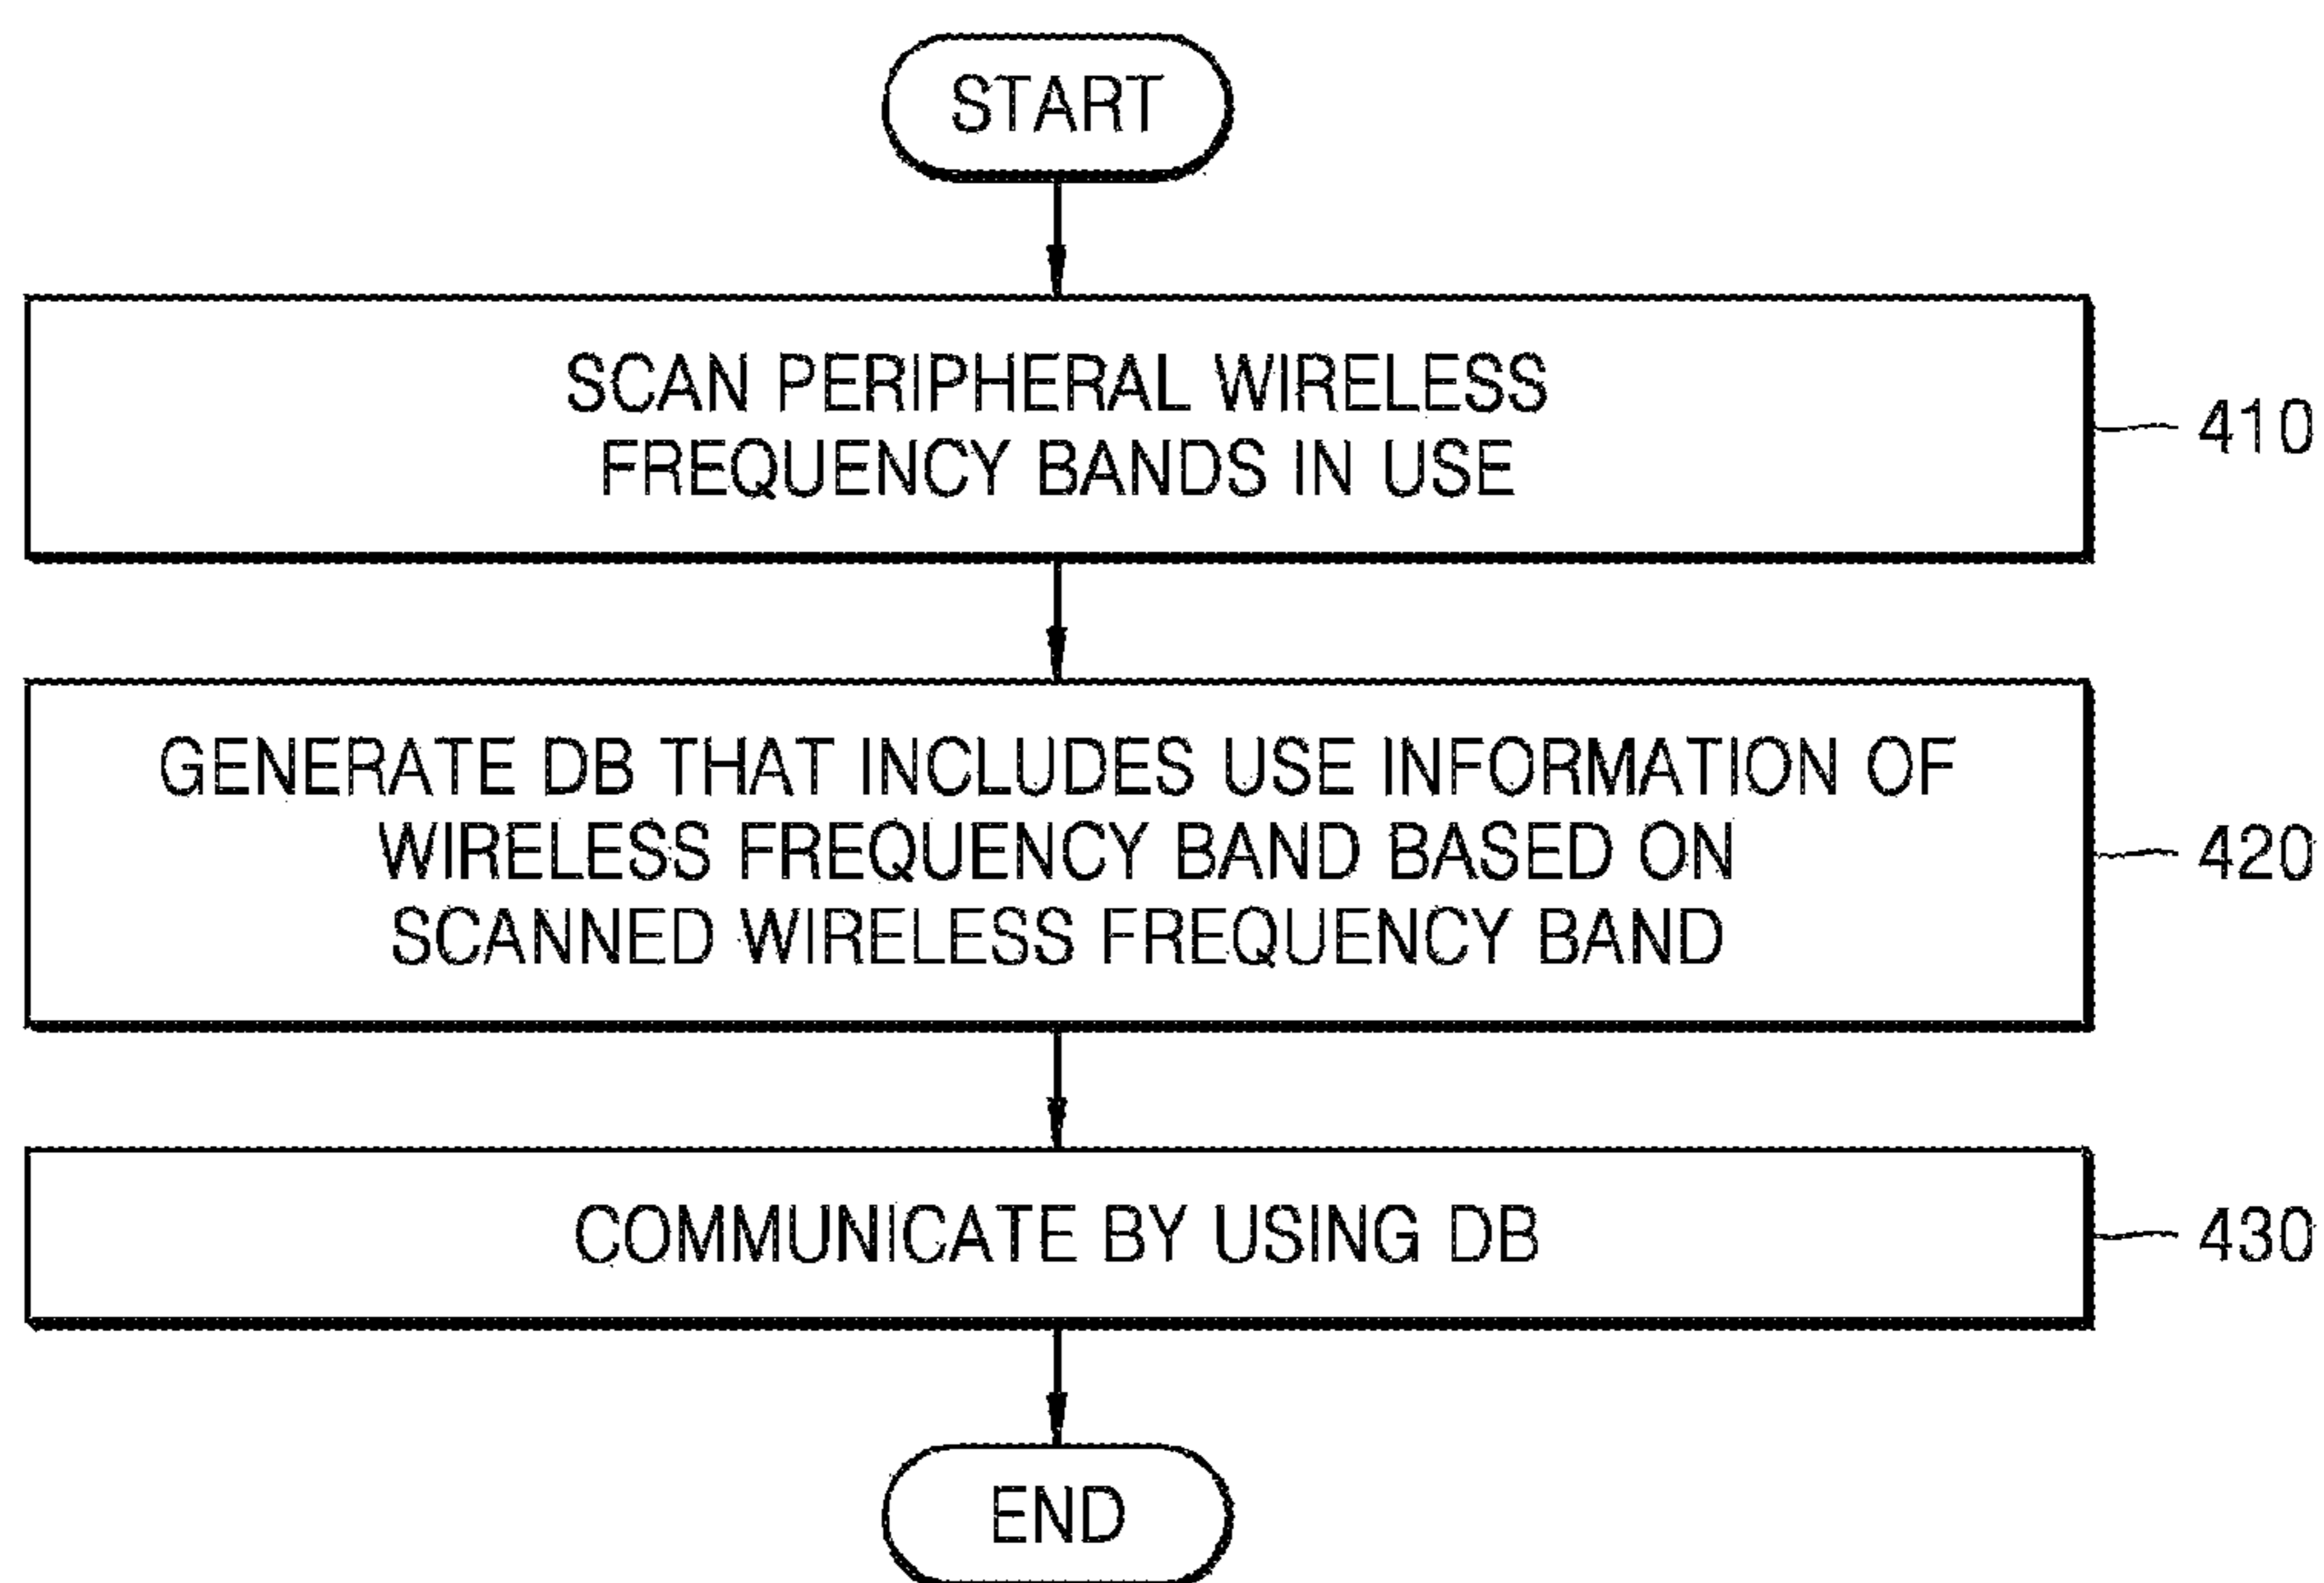 START
SCAN PERIPHERAL WIRELESS
FREQUENCY BANDS IN USE
410
GENERATE DB THAT INCLUDES USE INFORMATION OF
WIRELESS FREQUENCY BAND BASED ON
SCANNED WIRELESS FREQUENCY BAND
420
COMMUNICATE BY USING DB
430
END